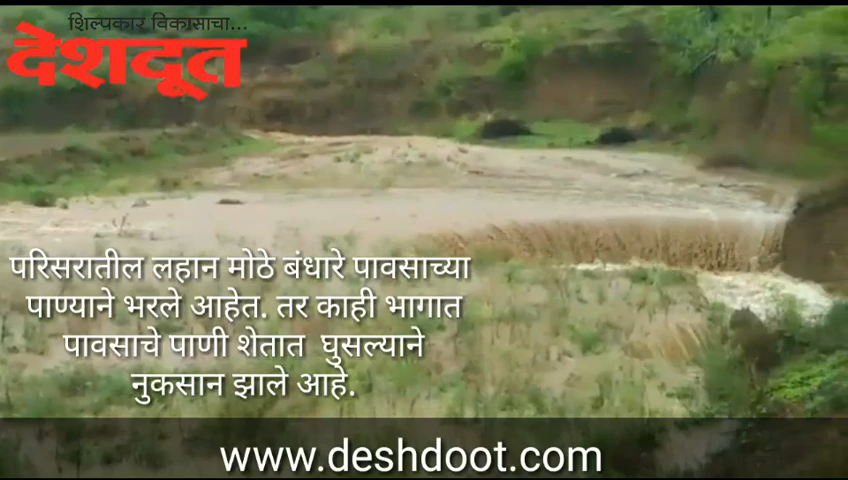 शिल्पकार विकासाचा...
देशदूत
परिसरातील लहान मोठे बंधारे पावसाच्या
पाण्याने भरले आहेत. तर काही भागात
पावसाचे पाणी शेतात घुसल्याने
नुकसान झाले आहे.
www.deshdoot.com